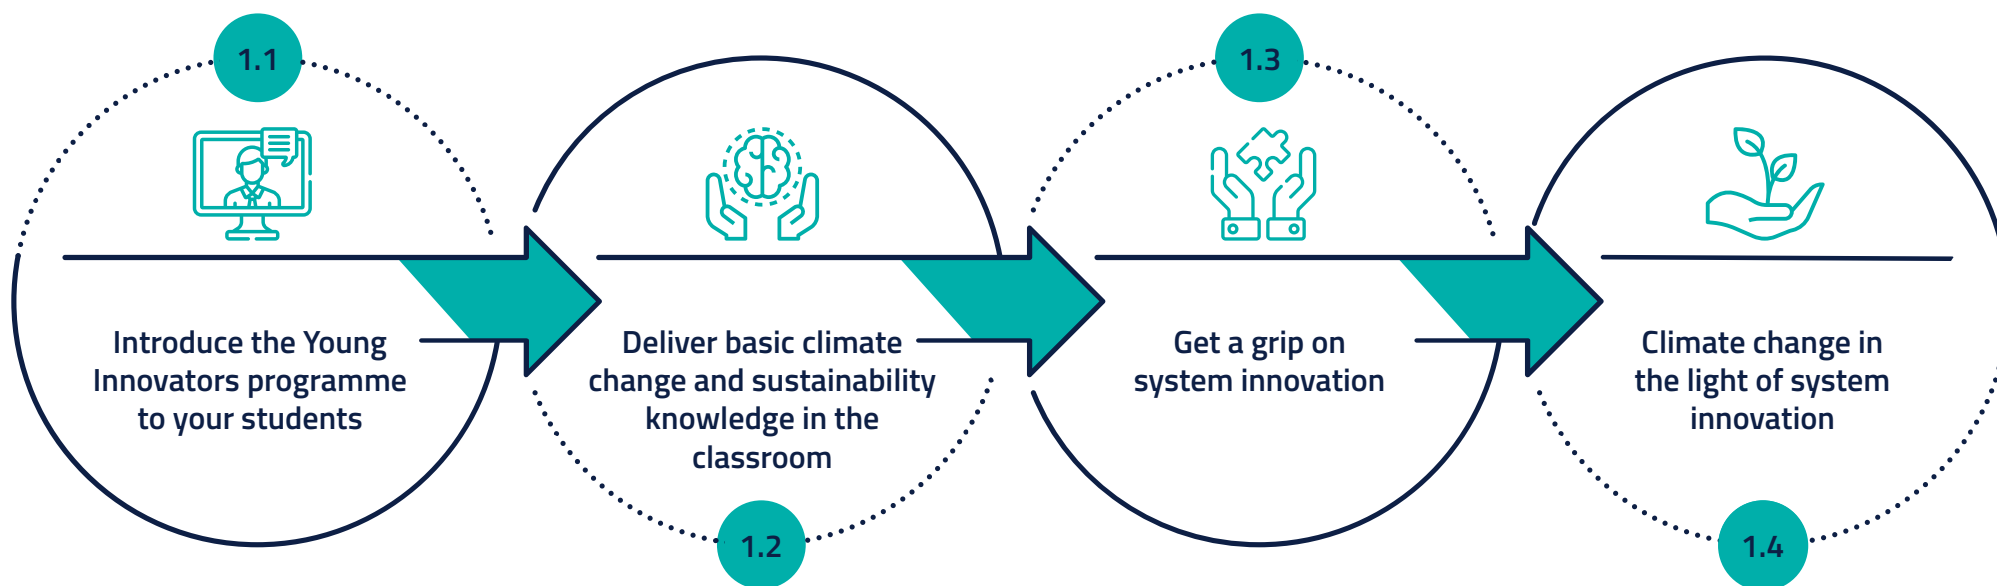 1.1
Introduce the Young
Innovators programme
to your students
Deliver basic climate
change and sustainability
knowledge in the
classroom
1.2
1.3
Get a grip on
system innovation
Climate change in
the light of system
innovation
1.4